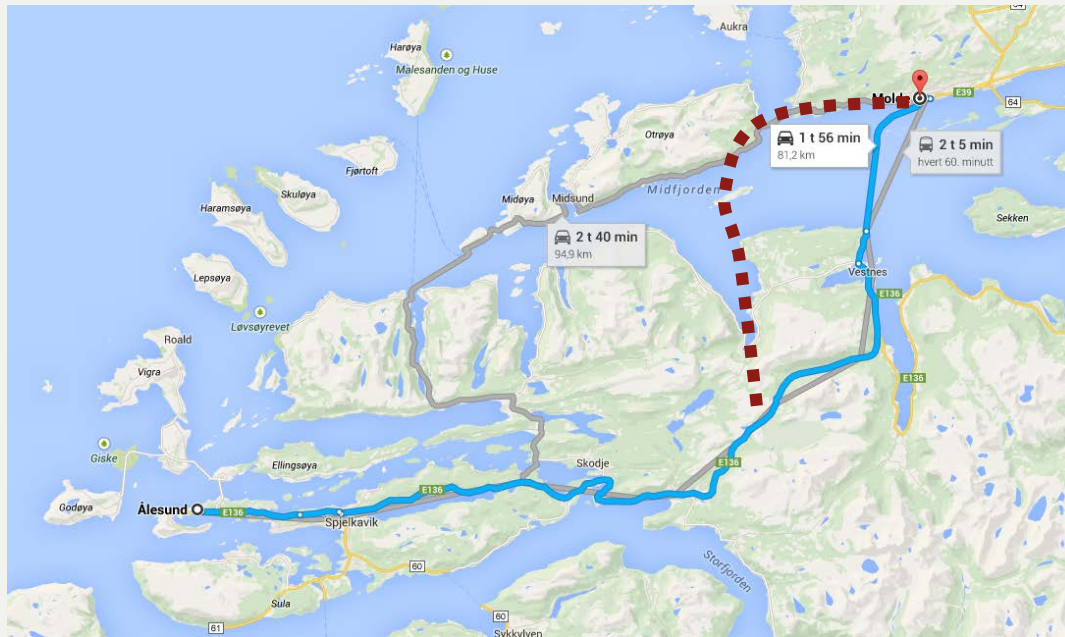 64
Aukra
Harøya
Malesanden og Huse
Molde
E39
64
Otrøya
1 t 56 min
81,2 km
2 t 5 min
hvert 60. minutt
Fjørtoft
Skuløya
Midøya
Midsund
Midfjorden
Haramsøya
Sekken
2 t 40 min
94,9 km
Lepsøya
Vestnes
E136
Løvsøyrevet
Roald
Vigra
E136
Giske
Ellingsøya
Skodje
E136
E136
Godøya
Ålesund
E136
Spjelkavik
Storfjorden
60
Sula
60
61
Sykkylven